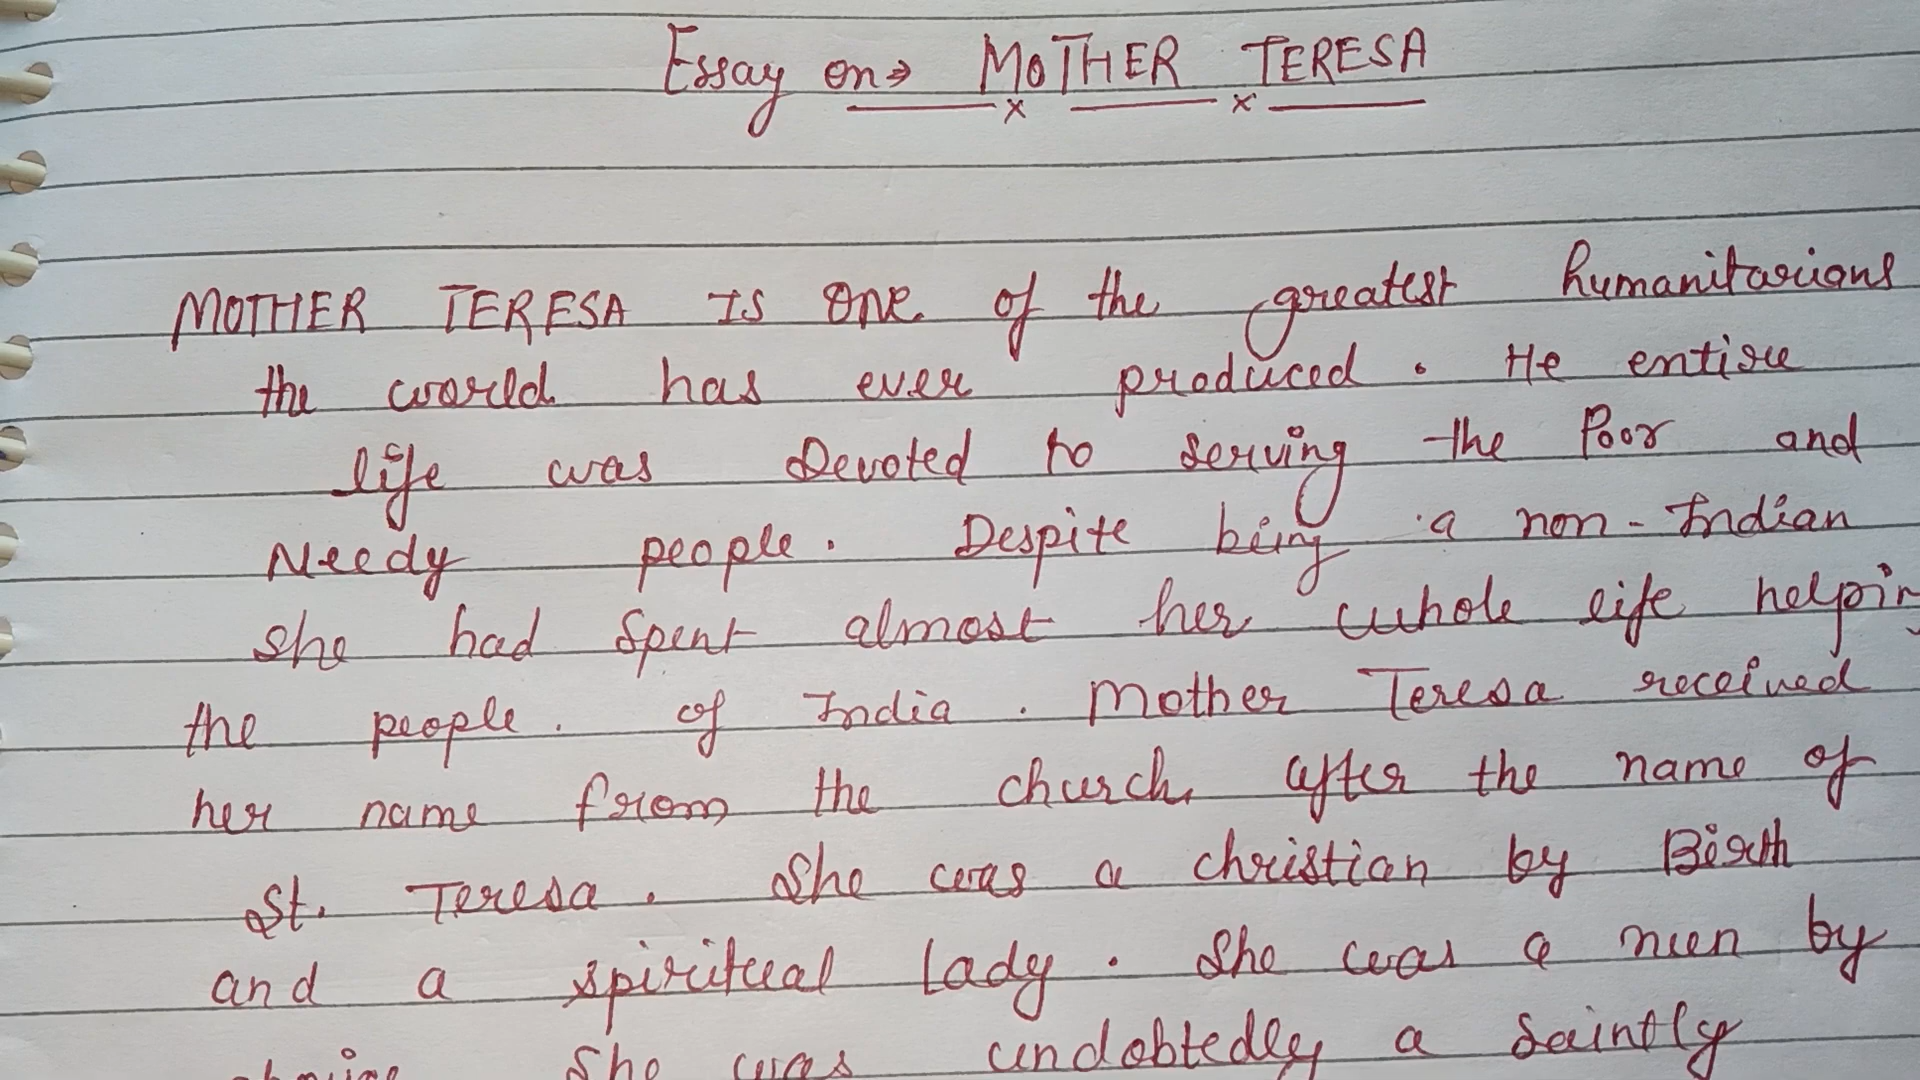 Essay on⇒ MOTHER TERESA
MOTHER TERESA IS ONE of the greatest humanitarians
the world has ever produced. He entire
life was Devoted to serving the Poor and
Needy people. Despite being a non-Indian
she had spent almost her whole life helping
the people. of India. Mother Teresa received
her name from the church after the name of
St. Teresa. She was a christian by Birth
and a spiritual Lady. She was a nun by
She was undobtedly a Saintly